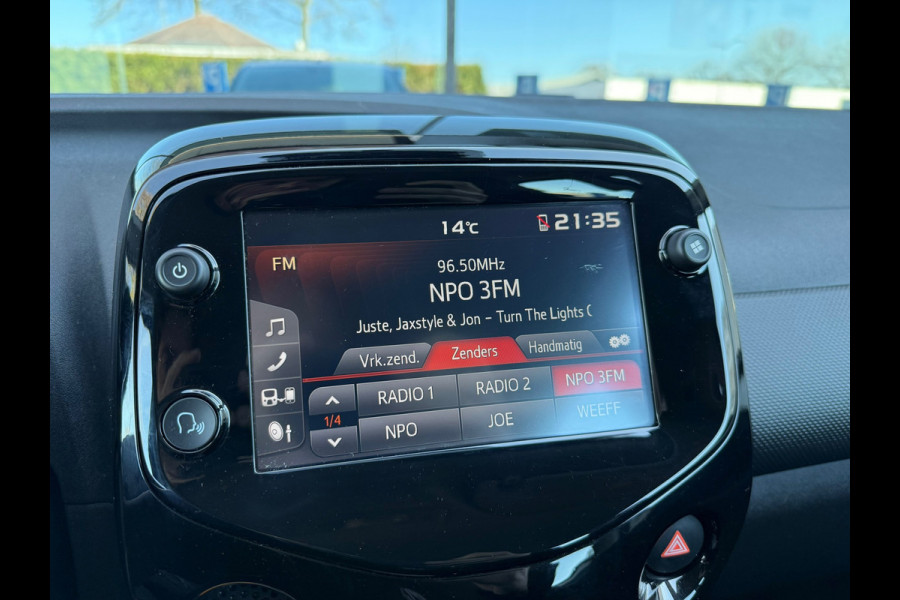 14°C
21:35
FM
96.50MHz
NPO 3FM
Juste, Jaxstyle & Jon - Turn The Lights
Vrk.zend. Zenders Handmatig
RADIO 1 RADIO 2 NPO 3FM
1/4
NPO JOE WEEFF